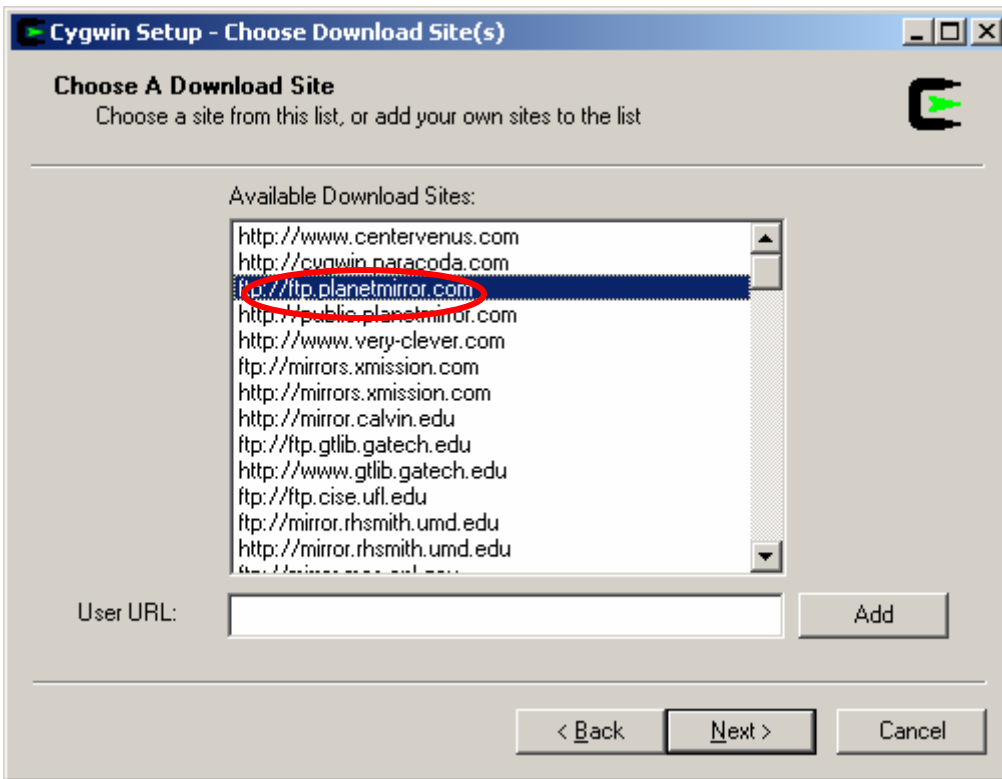 Cygwin Setup - Choose Download Site(s)
Choose A Download Site
Choose a site from this list, or add your own sites to the list
Available Download Sites:
http://www.centervenus.com
http://cygwin.paracoda.com
ftp://ftp.planetmirror.com
http://public.planetmirror.com
http://www.very-clever.com
ftp://mirrors.xmission.com
http://mirrors.xmission.com
http://mirror.calvin.edu
ftp://ftp.gtlib.gatech.edu
http://www.gtlib.gatech.edu
ftp://ftp.cise.ufl.edu
ftp://mirror.rhsmith.umd.edu
http://mirror.rhsmith.umd.edu
User URL:
Add
< Back
Next >
Cancel